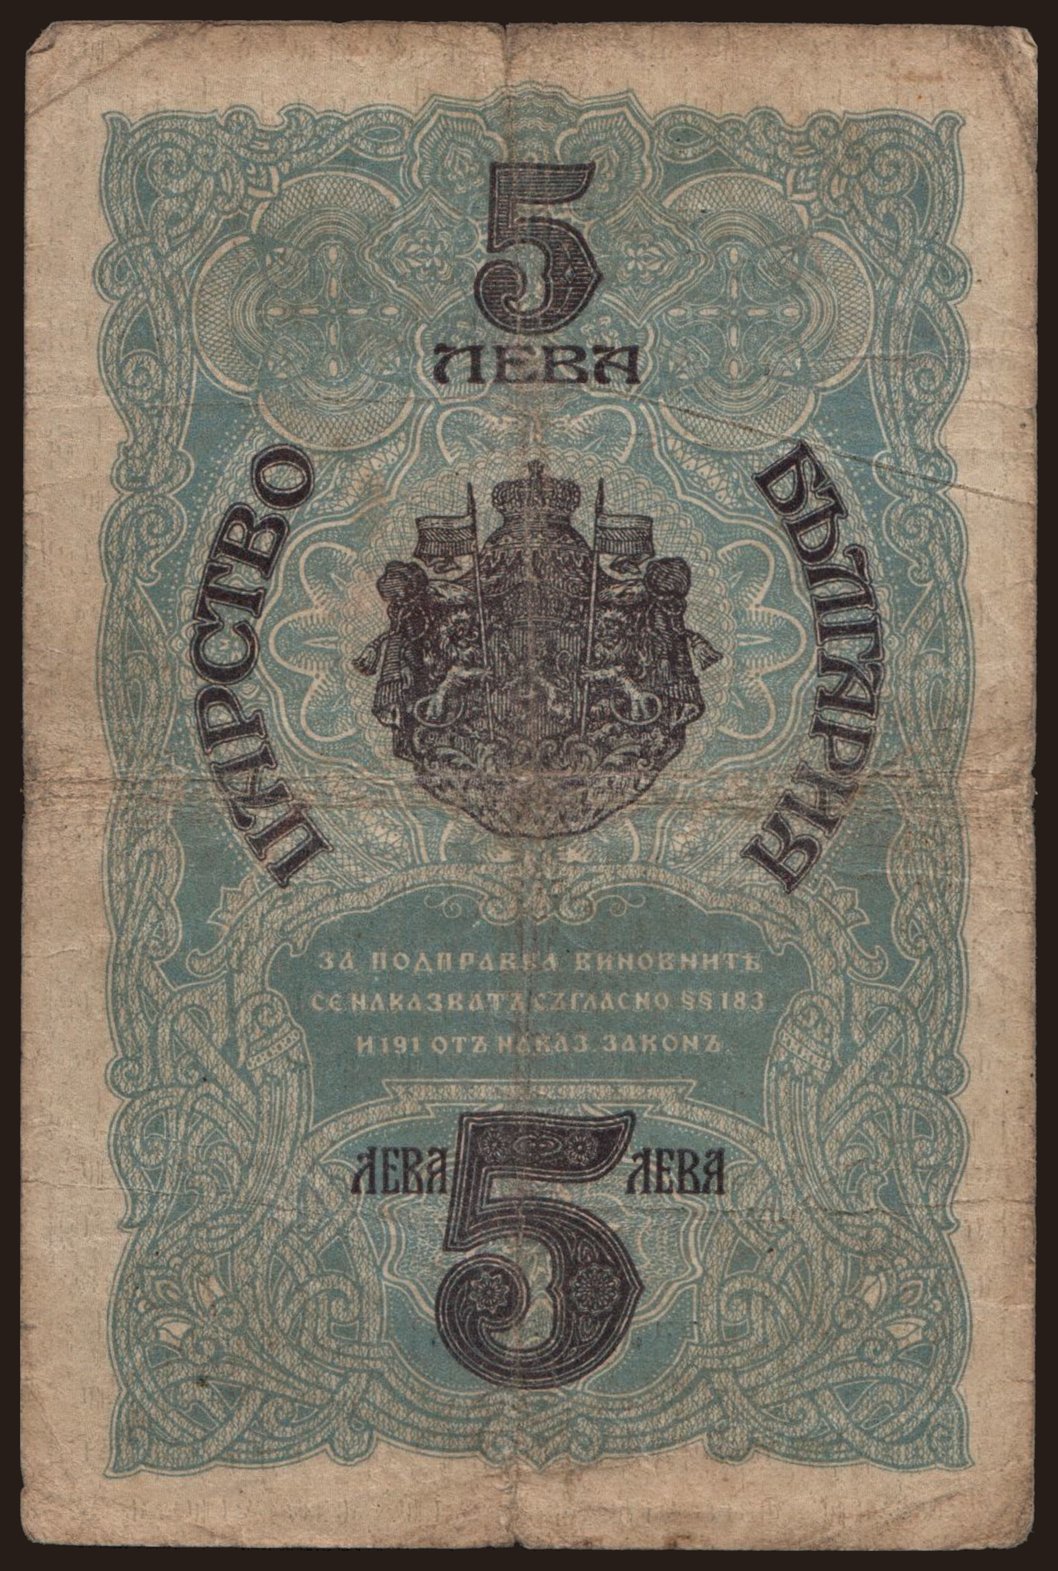 5
ЛЕВА
ЦАРСТВО
БЪЛГАРИЯ
ЗА ПОДПРАВКА ВИНОВНИТѢ
СЕ НАКАЗВАТЪ СЪГЛАСНО §§ 183
И 191 ОТЪ НАКАЗ. ЗАКОНЪ.
ЛЕВА 5 ЛЕВА